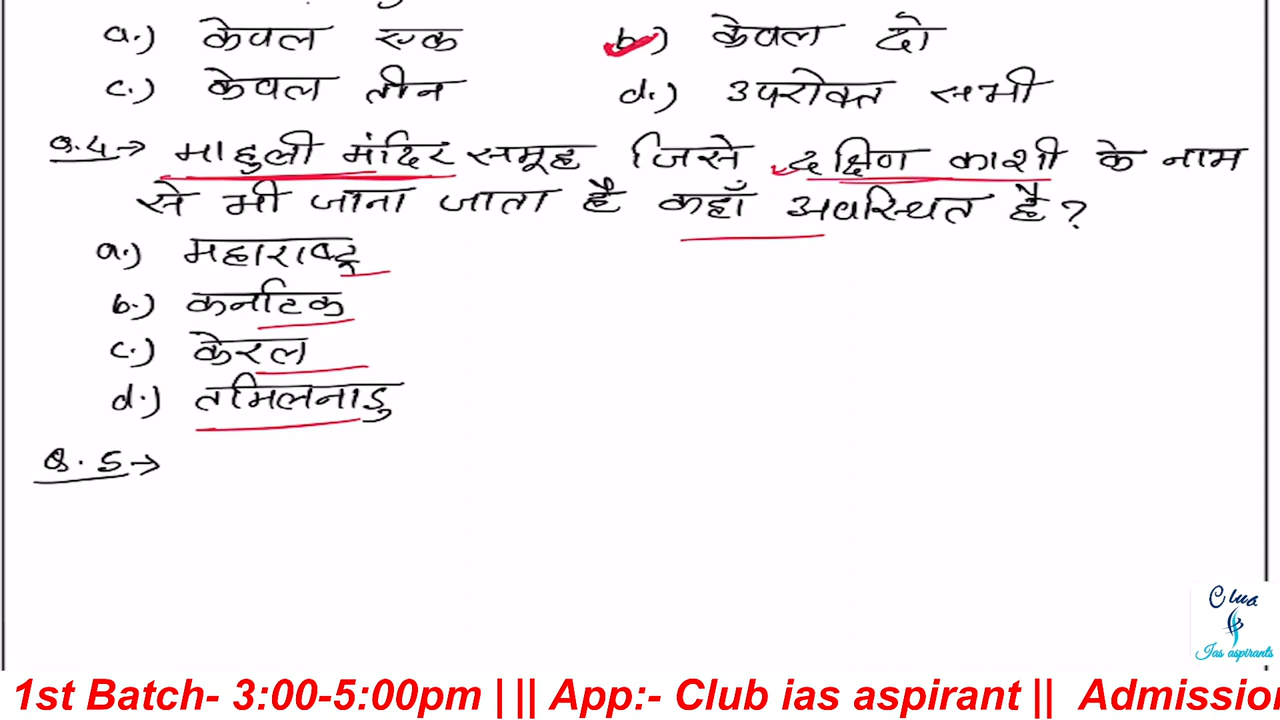 a.) केवल एक b.) केवल दो
c.) केवल तीन d.) उपरोक्त सभी
Q.4→ माहुली मंदिर समूह जिसे दक्षिण काशी के नाम
से भी जाना जाता है कहाँ अवस्थित है?
a.) महाराष्ट्र
b.) कर्नाटक
c.) केरल
d.) तमिलनाडु
Q.5→
Club
Ias aspirants
1st Batch- 3:00-5:00pm | || App:- Club ias aspirant || Admission